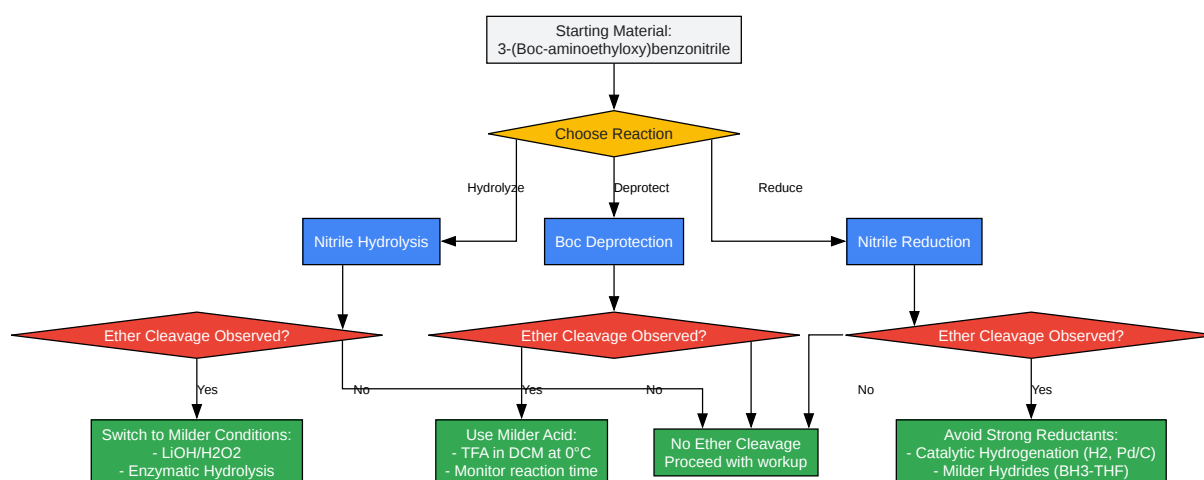 Starting Material:
3-(Boc-aminoethyloxy)benzonitrile
Choose Reaction
Hydrolyze
Deprotect
Reduce
Nitrile Hydrolysis
Boc Deprotection
Nitrile Reduction
Ether Cleavage Observed?
Ether Cleavage Observed?
Ether Cleavage Observed?
Yes
No
Yes
No
No
Yes
Switch to Milder Conditions:
- LiOH/H2O2
- Enzymatic Hydrolysis
Use Milder Acid:
- TFA in DCM at 0°C
- Monitor reaction time
No Ether Cleavage
Proceed with workup
Avoid Strong Reductants:
- Catalytic Hydrogenation (H2, Pd/C)
- Milder Hydrides (BH3-THF)